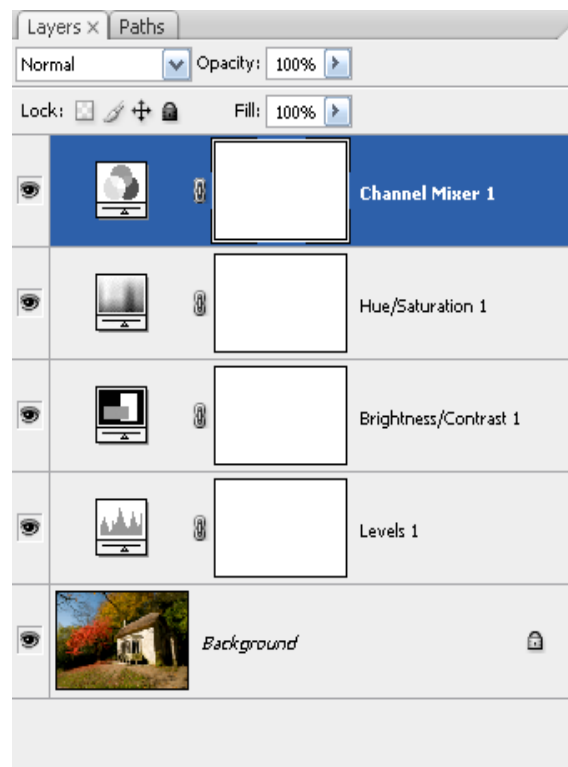 Layers × Paths
Normal Opacity: 100%
Lock: Fill: 100%
Channel Mixer 1
Hue/Saturation 1
Brightness/Contrast 1
Levels 1
Background